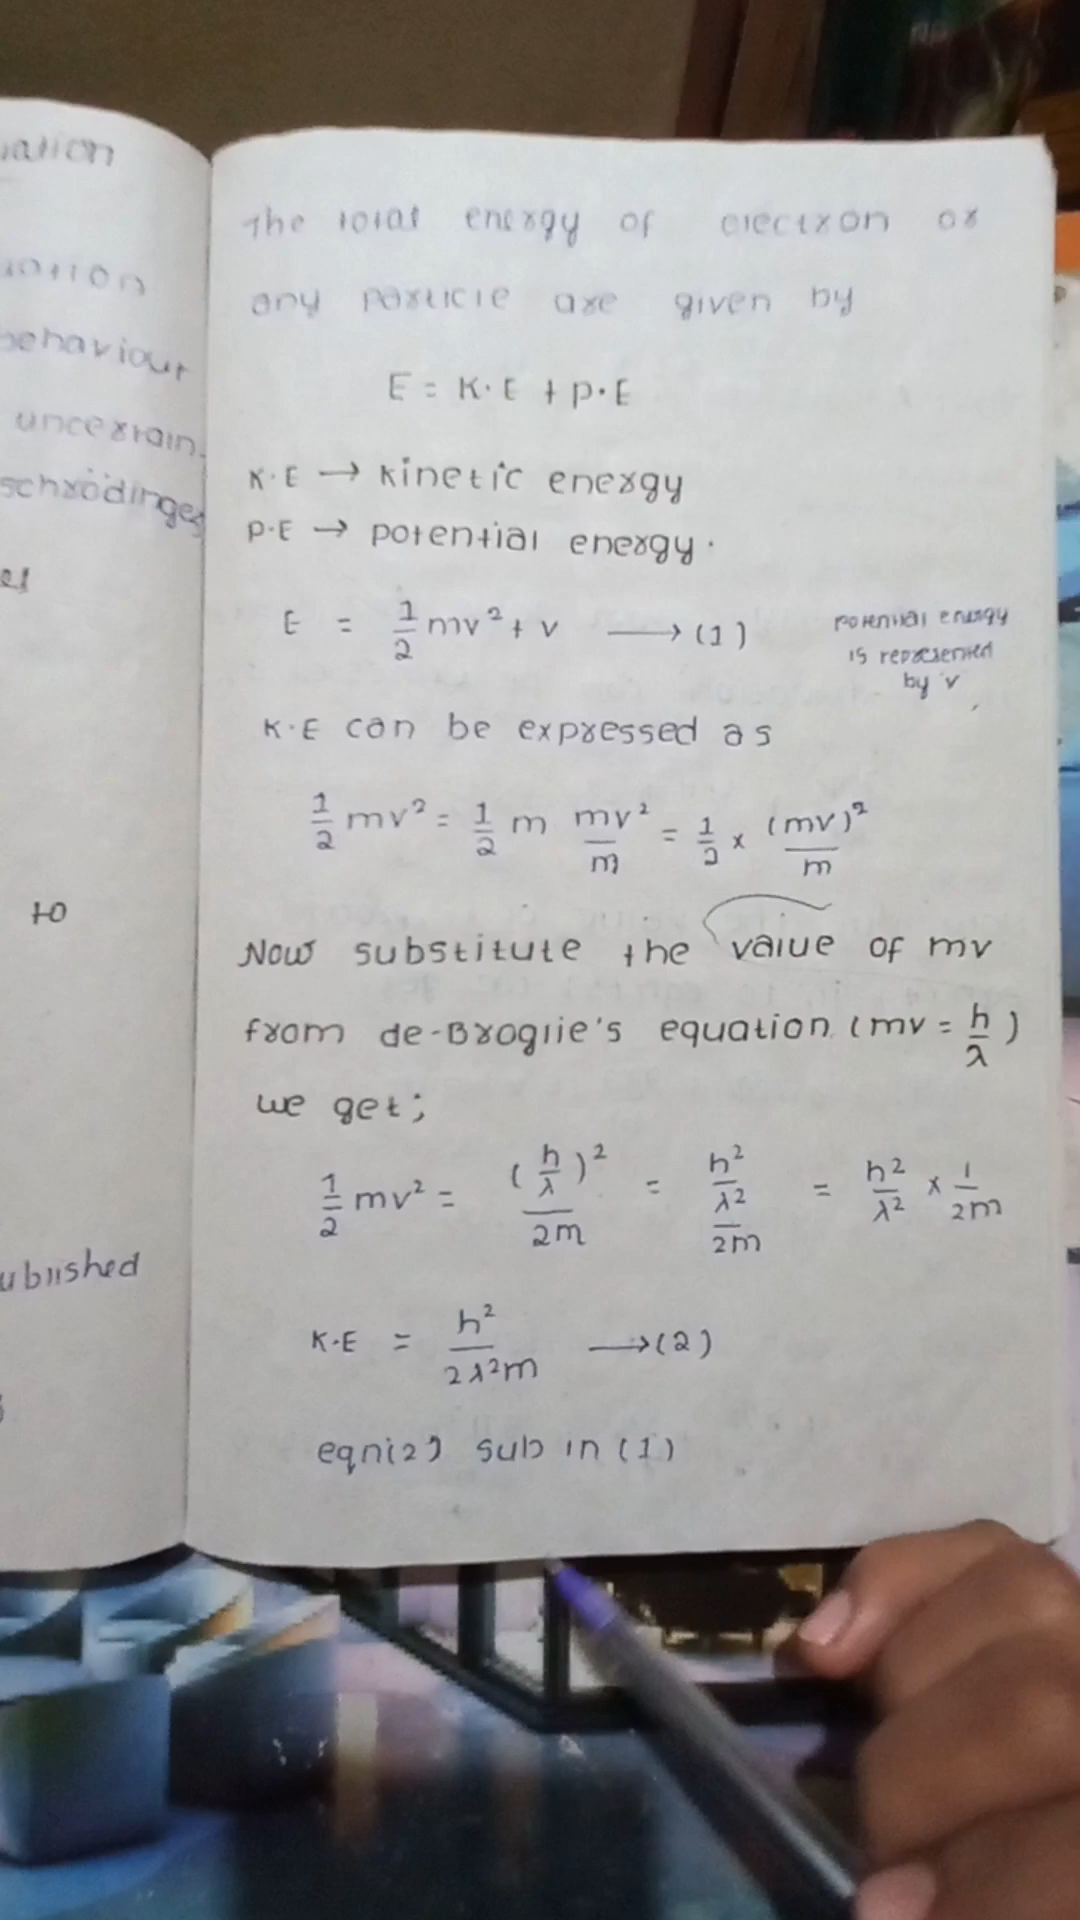 uation
behaviour
uncertain-
schrödinger
to
ublished
The total energy of electron or
any particle are given by
E = K·E + P·E
K·E → kinetic energy
P·E → potential energy.
E = 1/2 mv² + v ⟶ (1)
potential energy
is represented
by v
K·E can be expressed as
1/2 mv² = 1/2 m mv²/m = 1/2 × (mv)²/m
Now substitute the value of mv
from de-Broglie's equation (mv = h/λ)
we get;
1/2 mv² = (h/λ)²/2m = h²/λ²/2m = h²/λ² × 1/2m
K·E = h²/2λ²m ⟶ (2)
eqn(2) sub in (1)